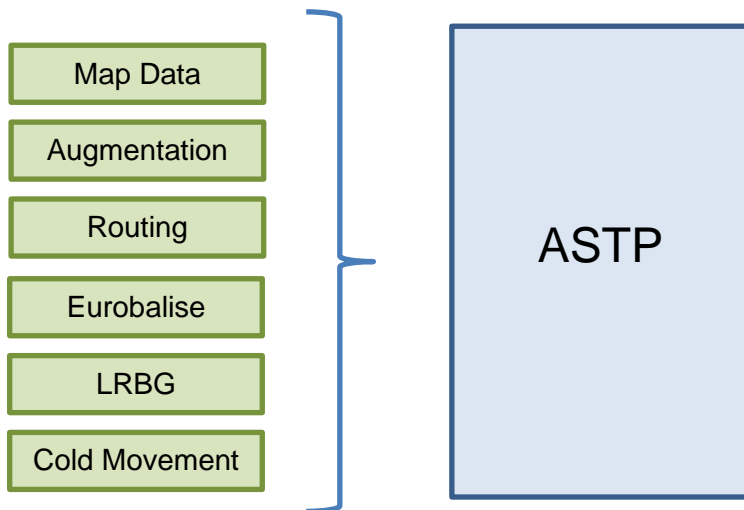 Map Data
Augmentation
Routing
Eurobalise
LRBG
Cold Movement
ASTP